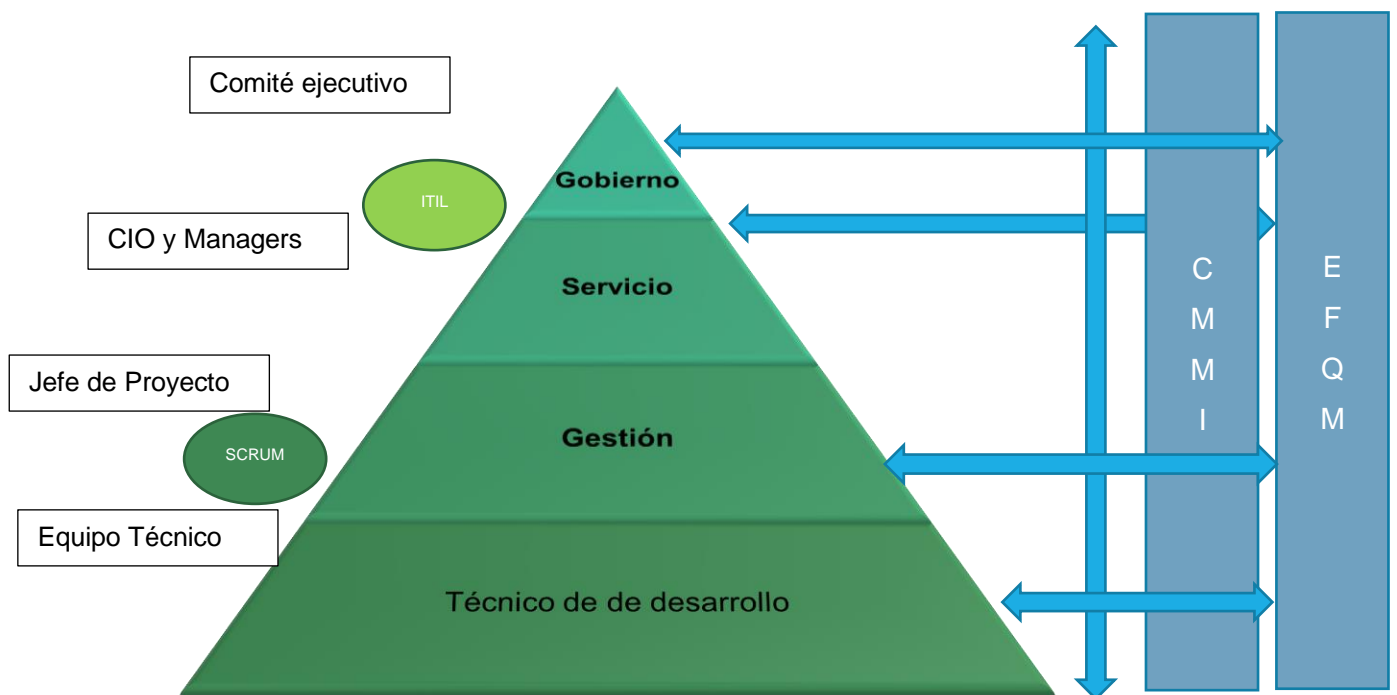 Comité ejecutivo
Gobierno
ITIL
CIO y Managers
Servicio
Jefe de Proyecto
Gestión
SCRUM
Equipo Técnico
Técnico de de desarrollo
C
M
M
I
E
F
Q
M